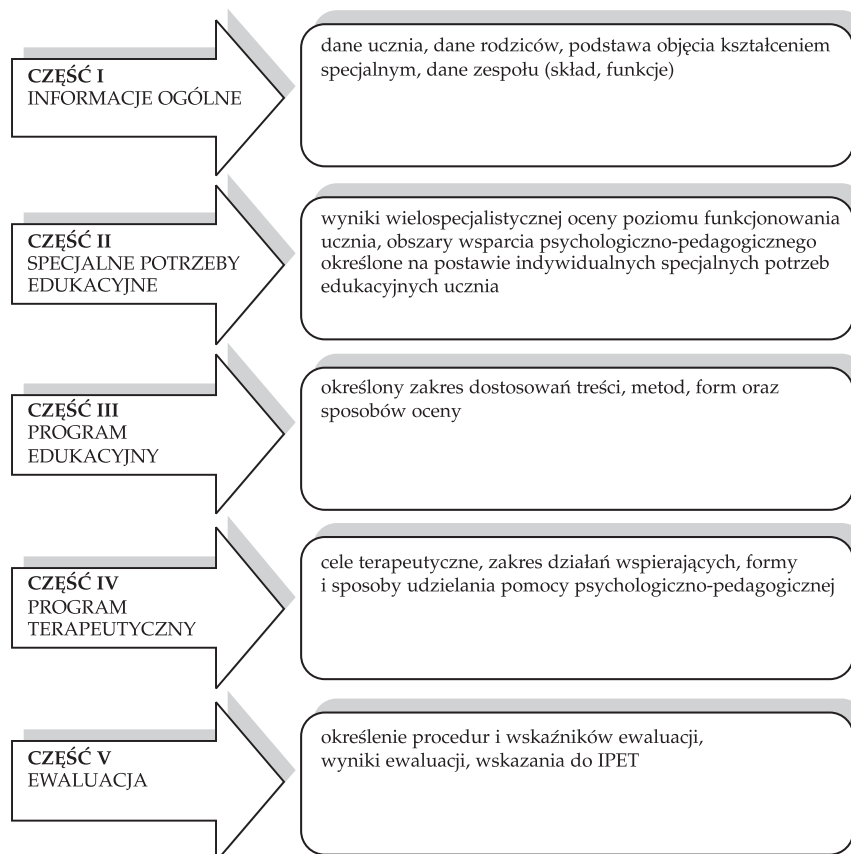 CZĘŚĆ I
INFORMACJE OGÓLNE
dane ucznia, dane rodziców, podstawa objęcia kształceniem
specjalnym, dane zespołu (skład, funkcje)
CZĘŚĆ II
SPECJALNE POTRZEBY
EDUKACYJNE
wyniki wielospecjalistycznej oceny poziomu funkcjonowania
ucznia, obszary wsparcia psychologiczno-pedagogicznego
określone na postawie indywidualnych specjalnych potrzeb
edukacyjnych ucznia
CZĘŚĆ III
PROGRAM
EDUKACYJNY
określony zakres dostosowań treści, metod, form oraz
sposobów oceny
CZĘŚĆ IV
PROGRAM
TERAPEUTYCZNY
cele terapeutyczne, zakres działań wspierających, formy
i sposoby udzielania pomocy psychologiczno-pedagogicznej
CZĘŚĆ V
EWALUACJA
określenie procedur i wskaźników ewaluacji,
wyniki ewaluacji, wskazania do IPET